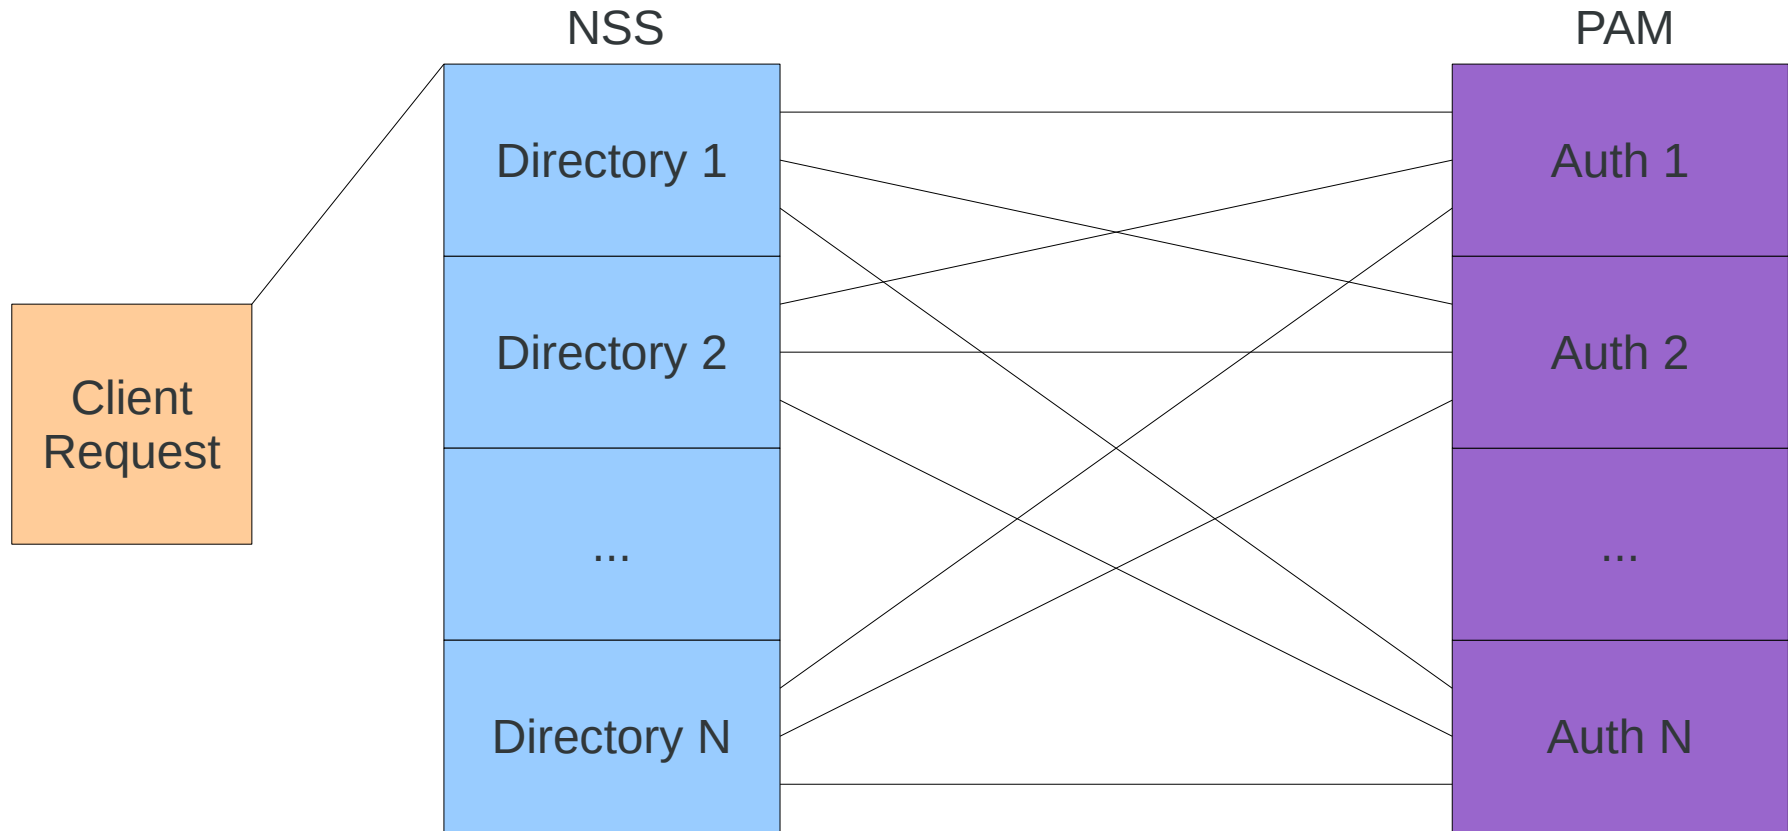 NSS
PAM
Directory 1
Auth 1
Directory 2
Auth 2
Client
Request
...
...
Directory N
Auth N